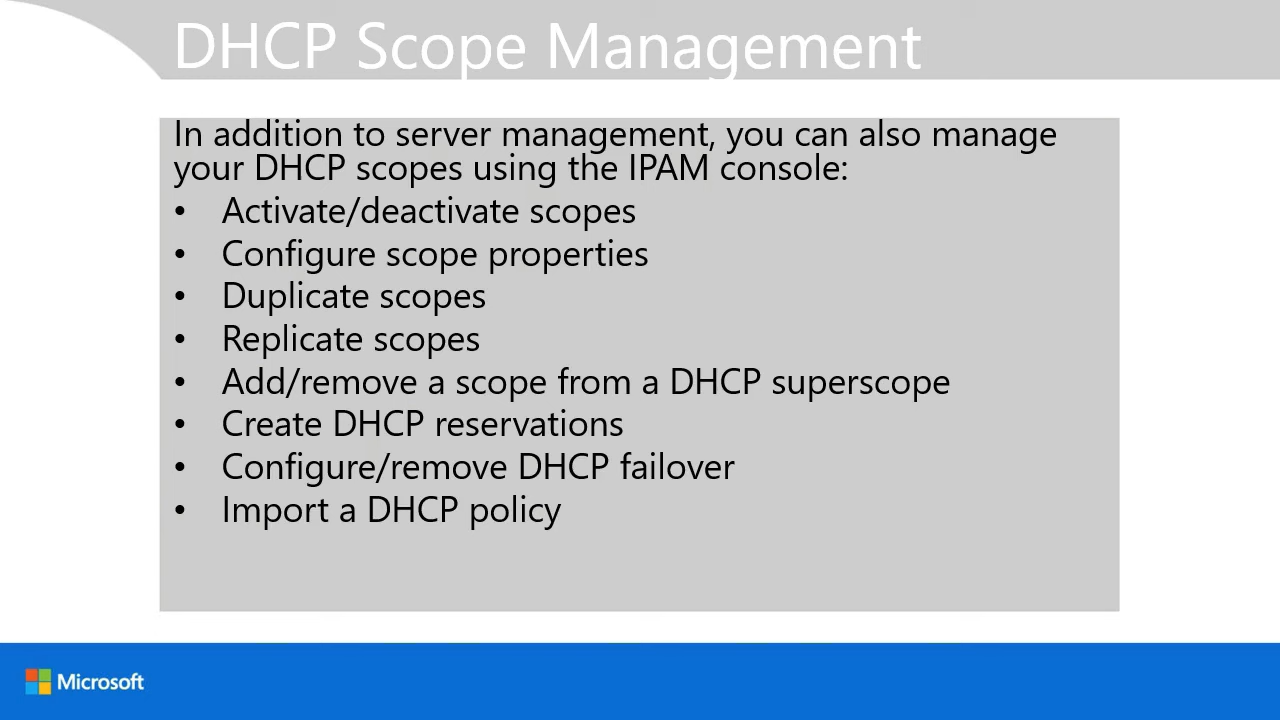 DHCP Scope Management
In addition to server management, you can also manage
your DHCP scopes using the IPAM console:
• Activate/deactivate scopes
• Configure scope properties
• Duplicate scopes
• Replicate scopes
• Add/remove a scope from a DHCP superscope
• Create DHCP reservations
• Configure/remove DHCP failover
• Import a DHCP policy
Microsoft